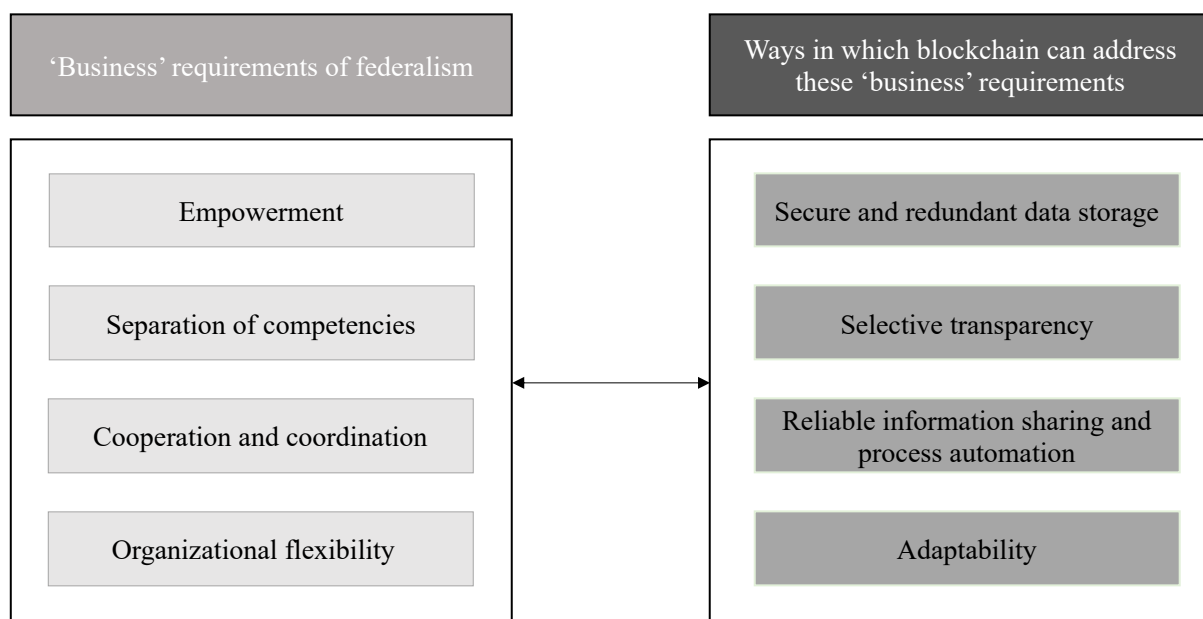 ‘Business’ requirements of federalism
Ways in which blockchain can address
these ‘business’ requirements
Empowerment
Separation of competencies
Cooperation and coordination
Organizational flexibility
Secure and redundant data storage
Selective transparency
Reliable information sharing and
process automation
Adaptability